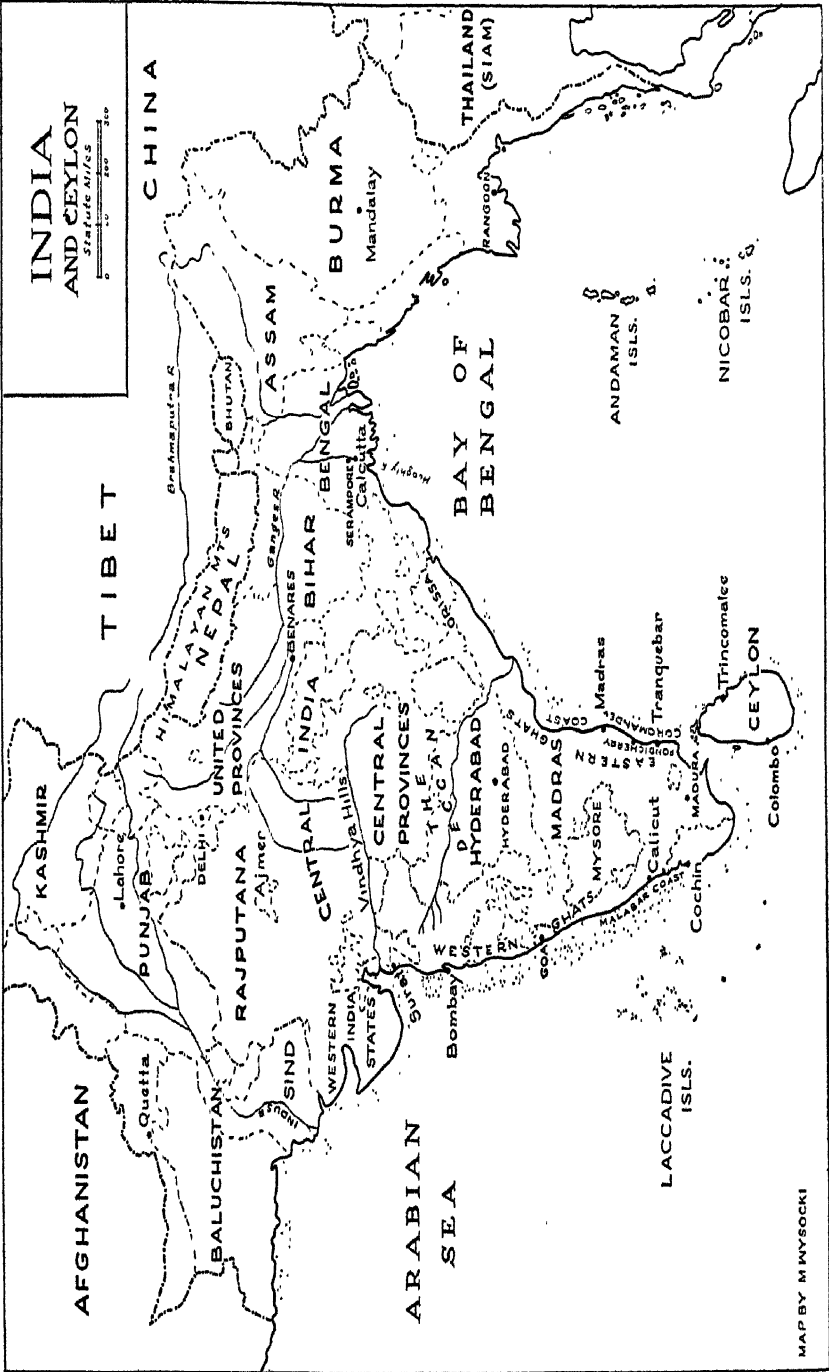 INDIA
AND CEYLON
Statute Miles
0
200
CHINA
TIBET
AFGHANISTAN
KASHMIR
Lahore
PUNJAB
Quetta
BALUCHISTAN
HIMALAYAN MTS
NEPAL
Brahmaputra R
BHUTAN
ASSAM
BURMA
Mandalay
THAILAND
(SIAM)
RANGOON
UNITED
PROVINCES
DELHI
RAJPUTANA
Ajmer
SIND
INDUS R
Ganges R
BENARES
BIHAR
BENGAL
SERAMPORE
Calcutta
Hooghly R
CENTRAL
INDIA
Vindhya Hills
WESTERN
INDIA
STATES
Surat
Bombay
CENTRAL
PROVINCES
THE
DECCAN
ORISSA
HYDERABAD
HYDERABAD
BAY OF
BENGAL
ARABIAN
SEA
WESTERN
GHATS
GOA
EASTERN
GHATS
MADRAS
MYSORE
COROMANDEL
COAST
PONDICHERRY
Madras
Tranquebar
Calicut
MALABAR COAST
Cochin
MADURA
Trincomalee
CEYLON
Colombo
ANDAMAN
ISLS.
NICOBAR
ISLS.
LACCADIVE
ISLS.
MAP BY M WYSOCKI